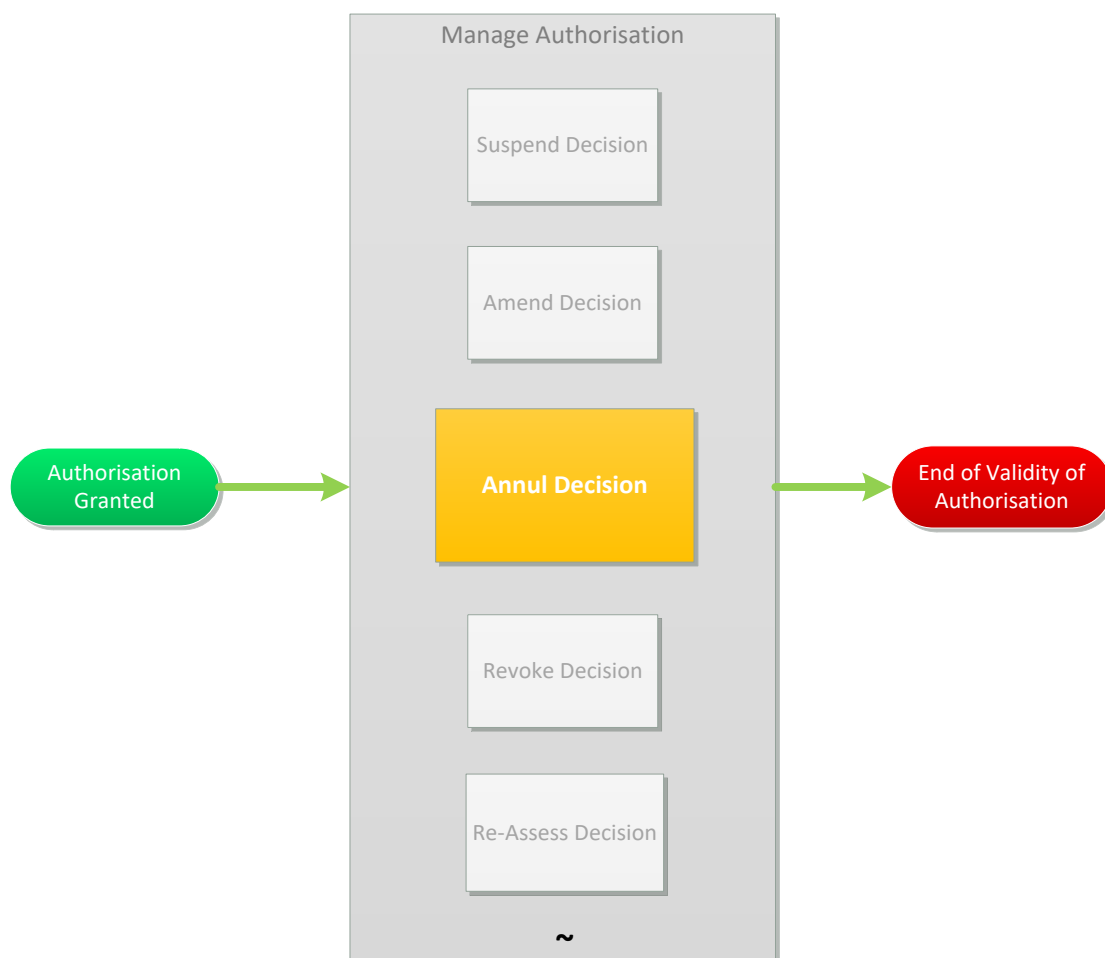 Manage Authorisation
Suspend Decision
Amend Decision
Authorisation
Granted
Annul Decision
End of Validity of
Authorisation
Revoke Decision
Re-Assess Decision
~